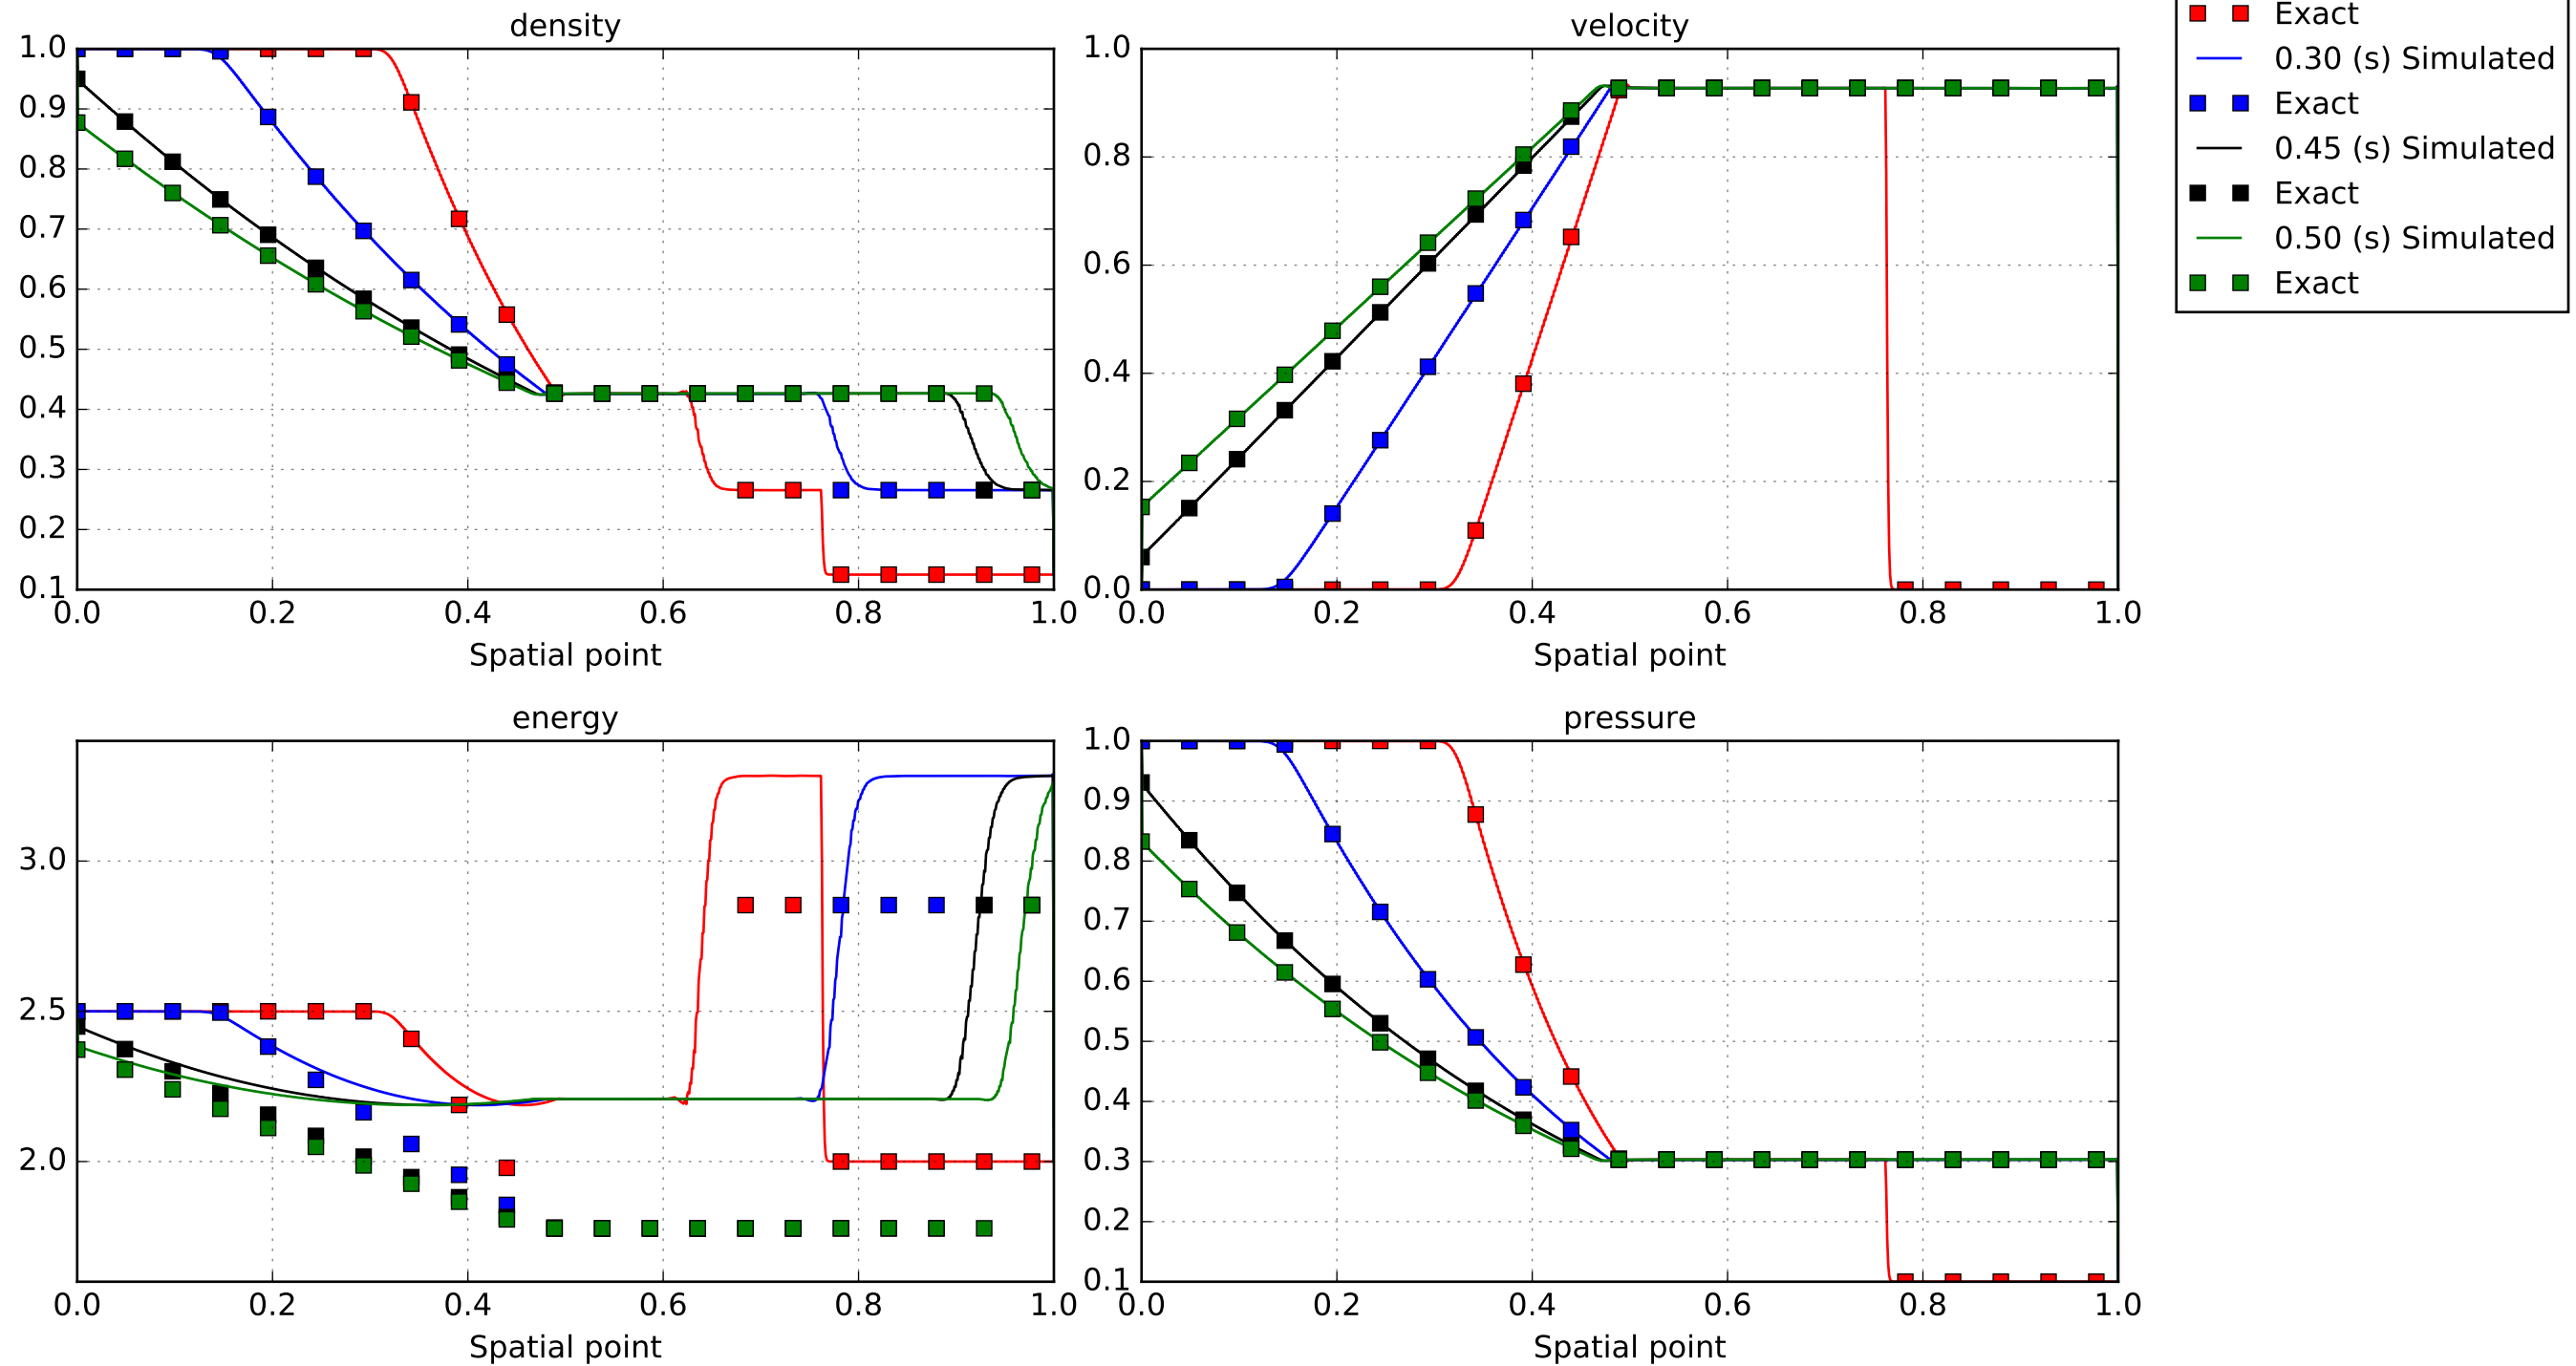 density
1.0
0.9
0.8
0.7
0.6
0.5
0.4
0.3
0.2
0.1
0.0 0.2 0.4 0.6 0.8 1.0
Spatial point
velocity
1.0
0.8
0.6
0.4
0.2
0.0
0.0 0.2 0.4 0.6 0.8 1.0
Spatial point
Exact
0.30 (s) Simulated
Exact
0.45 (s) Simulated
Exact
0.50 (s) Simulated
Exact
energy
3.0
2.5
2.0
0.0 0.2 0.4 0.6 0.8 1.0
Spatial point
pressure
1.0
0.9
0.8
0.7
0.6
0.5
0.4
0.3
0.2
0.1
0.0 0.2 0.4 0.6 0.8 1.0
Spatial point